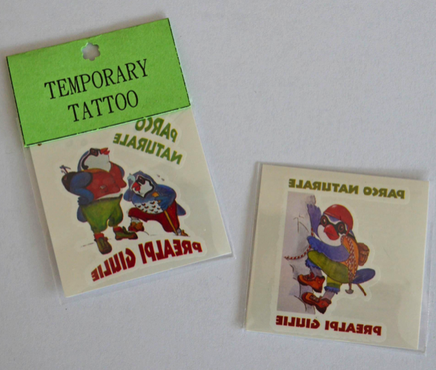 TEMPORARY
TATTOO
PARCO
NATURALE
PREALPI GIULIE
PARCO NATURALE
PREALPI GIULIE